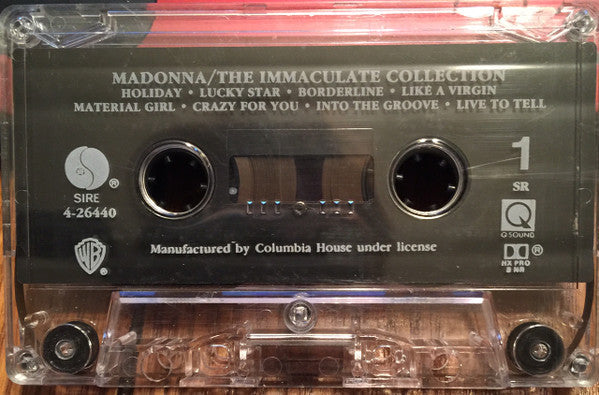 MADONNA/THE IMMACULATE COLLECTION
HOLIDAY • LUCKY STAR • BORDERLINE • LIKE A VIRGIN
MATERIAL GIRL • CRAZY FOR YOU • INTO THE GROOVE • LIVE TO TELL
S ®
SIRE
4-26440
1
SR
Q
Q SOUND
WB ®
Manufactured by Columbia House under license
®
HX PRO
B NR